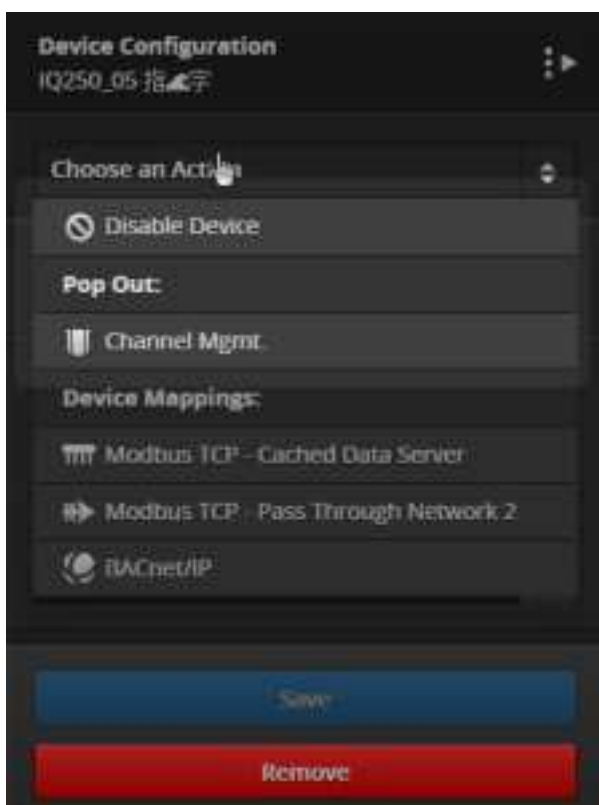 Device Configuration
IQ250_05 指字
Choose an Action
Disable Device
Pop Out:
Channel Mgmt.
Device Mappings:
Modbus TCP - Cached Data Server
Modbus TCP - Pass Through Network 2
BACnet/IP
Save
Remove